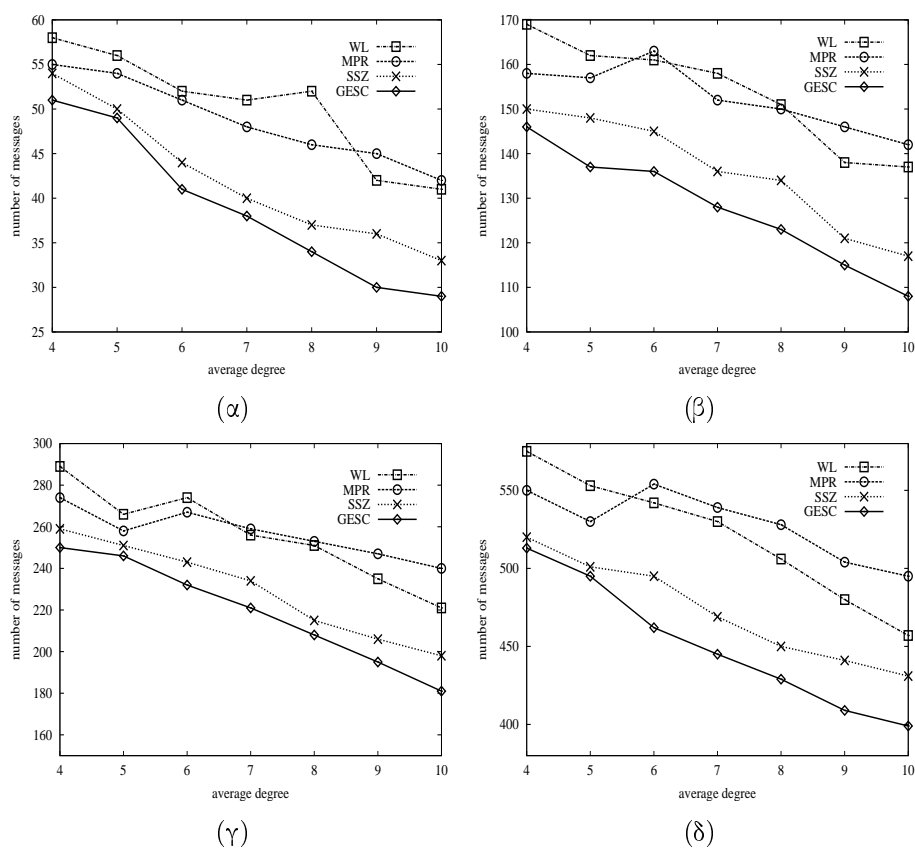 60
55
50
45
40
35
30
25
number of messages
WL
MPR
SSZ
GESC
4 5 6 7 8 9 10
average degree
(α)
170
160
150
140
130
120
110
100
number of messages
WL
MPR
SSZ
GESC
4 5 6 7 8 9 10
average degree
(β)
300
280
260
240
220
200
180
160
number of messages
WL
MPR
SSZ
GESC
4 5 6 7 8 9 10
average degree
(γ)
550
500
450
400
number of messages
WL
MPR
SSZ
GESC
4 5 6 7 8 9 10
average degree
(δ)